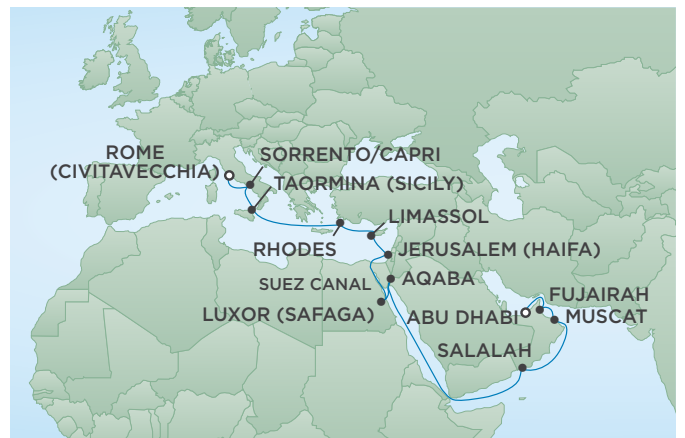 ROME
(CIVITAVECCHIA)
SORRENTO/CAPRI
TAORMINA (SICILY)
LIMASSOL
RHODES
JERUSALEM (HAIFA)
SUEZ CANAL
AQABA
LUXOR (SAFAGA)
FUJAIRAH
ABU DHABI
MUSCAT
SALALAH